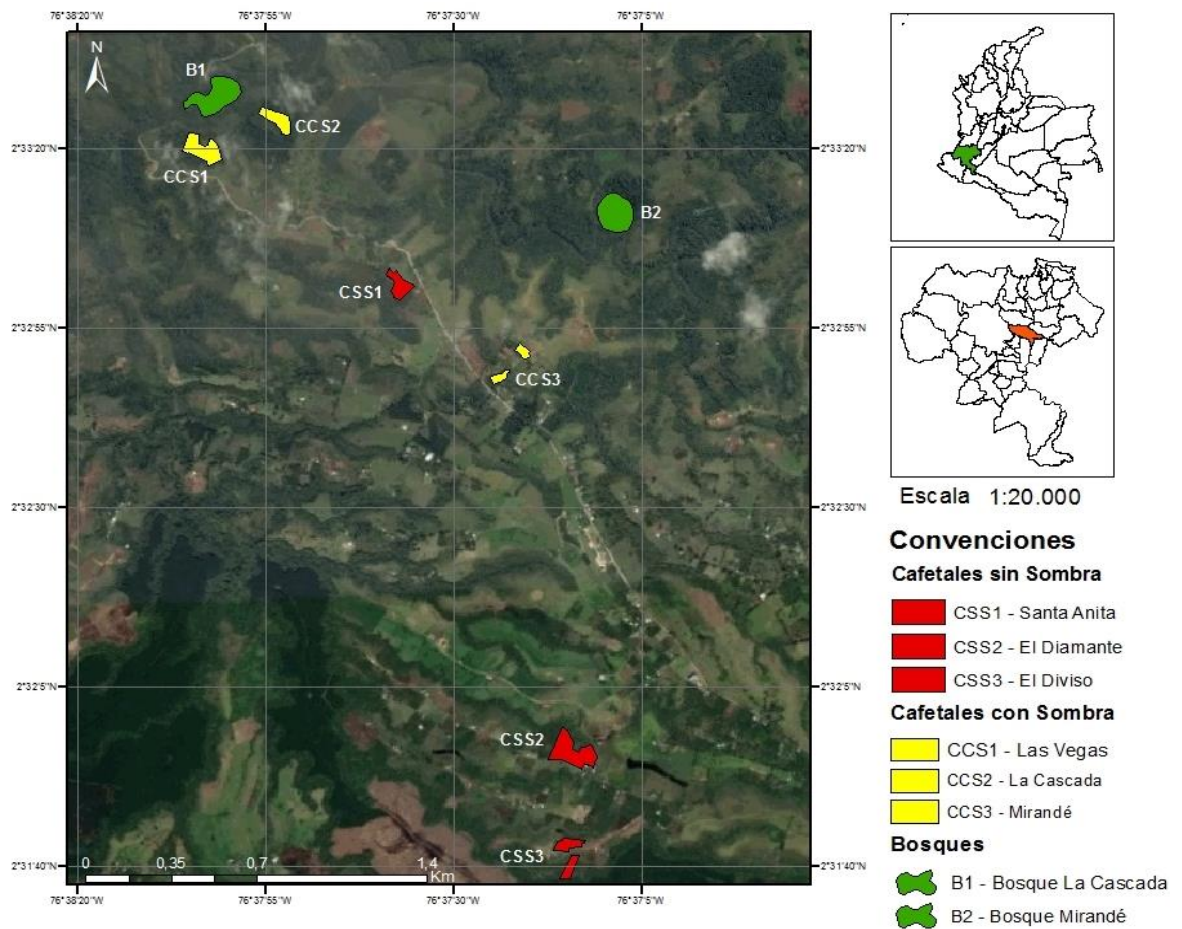 76°38'20"W 76°37'55"W 76°37'30"W 76°37'5"W
N
B1
CCS2
2°33'20"N 2°33'20"N
CCS1
B2
CSS1
2°32'55"N 2°32'55"N
CCS3
2°32'30"N 2°32'30"N
2°32'5"N 2°32'5"N
CSS2
CSS3
2°31'40"N 2°31'40"N
0 0,35 0,7 1,4
Km
76°38'20"W 76°37'55"W 76°37'30"W 76°37'5"W
Escala 1:20.000
Convenciones
Cafetales sin Sombra
CSS1 - Santa Anita
CSS2 - El Diamante
CSS3 - El Diviso
Cafetales con Sombra
CCS1 - Las Vegas
CCS2 - La Cascada
CCS3 - Mirandé
Bosques
B1 - Bosque La Cascada
B2 - Bosque Mirandé